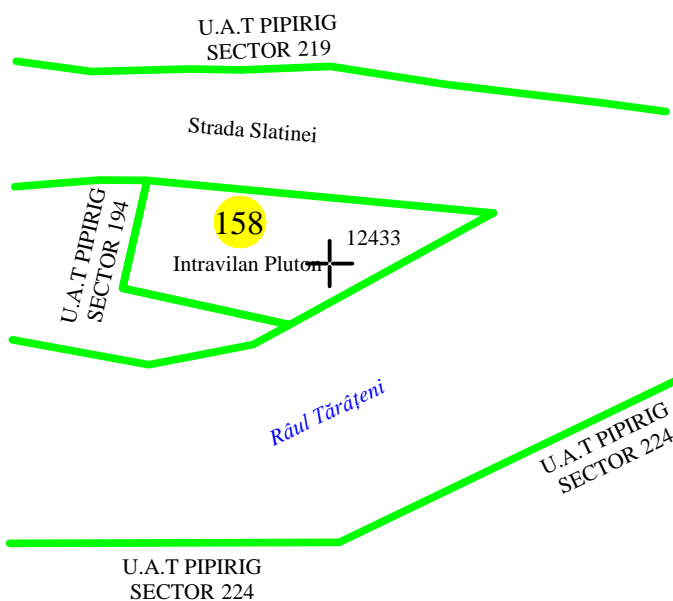 U.A.T PIPIRIG
SECTOR 219
Strada Slatinei
U.A.T PIPIRIG
SECTOR 194
158
12433
Intravilan Pluton
Râul Tărâțeni
U.A.T PIPIRIG
SECTOR 224
U.A.T PIPIRIG
SECTOR 224